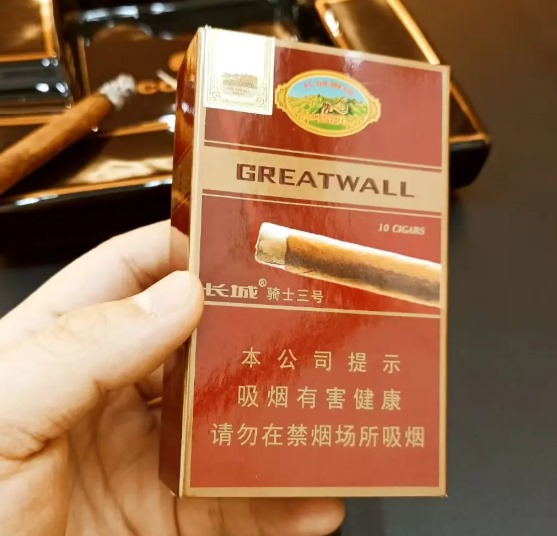 GREATWALL
10 CIGARS
长城® 骑士三号
本公司提示
吸烟有害健康
请勿在禁烟场所吸烟